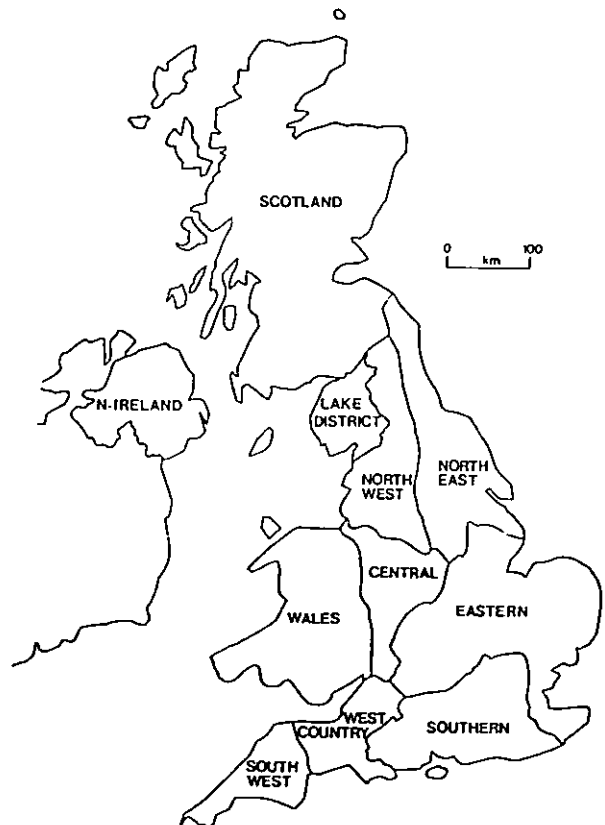 SCOTLAND
0 100
km
N-IRELAND
LAKE
DISTRICT
NORTH
WEST
NORTH
EAST
CENTRAL
WALES
EASTERN
WEST
COUNTRY
SOUTHERN
SOUTH
WEST